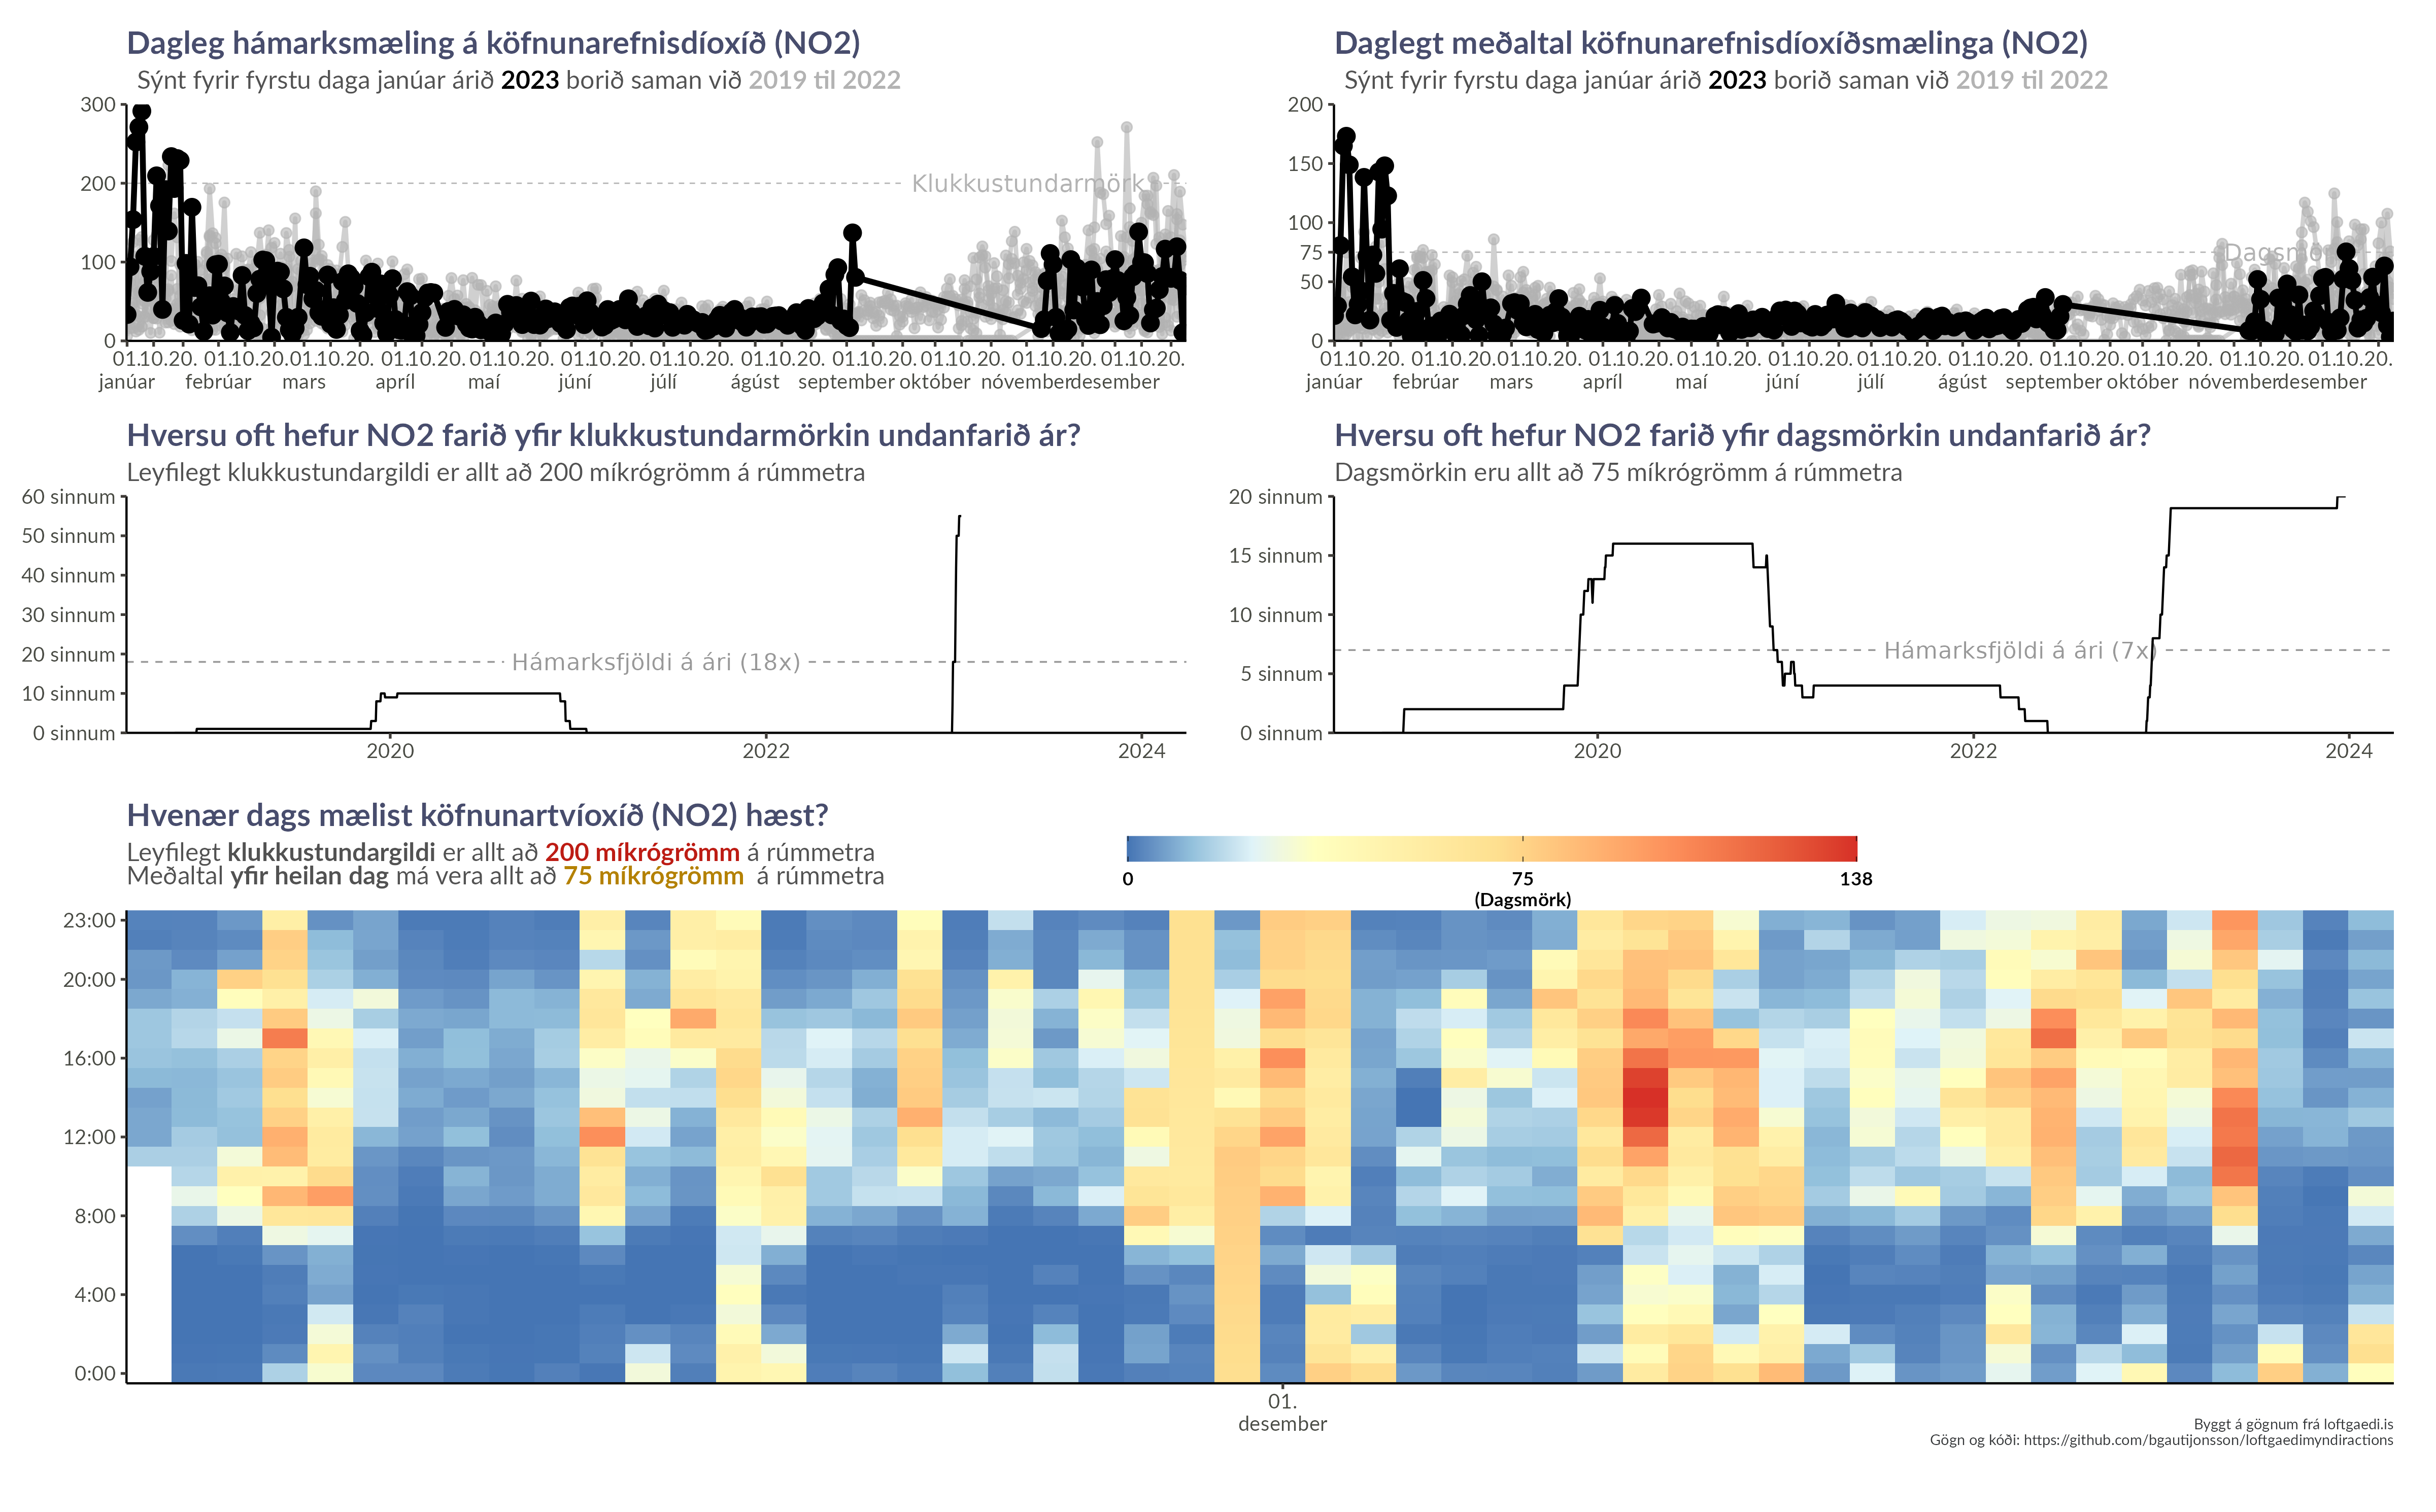 Dagleg hámarksmæling á köfnunarefnisdíoxíð (NO2)
Sýnt fyrir fyrstu daga janúar árið 2023 borið saman við 2019 til 2022
300
200
100
0
Klukkustundarmörk
01.10.20. 01.10.20. 01.10.20. 01.10.20. 01.10.20. 01.10.20. 01.10.20. 01.10.20. 01.10.20. 01.10.20. 01.10.20. 01.10.20.
janúar febrúar mars apríl maí júní júlí ágúst september október nóvember desember
Daglegt meðaltal köfnunarefnisdíoxíðsmælinga (NO2)
Sýnt fyrir fyrstu daga janúar árið 2023 borið saman við 2019 til 2022
200
150
100
75
50
0
Dagsmörk
01.10.20. 01.10.20. 01.10.20. 01.10.20. 01.10.20. 01.10.20. 01.10.20. 01.10.20. 01.10.20. 01.10.20. 01.10.20. 01.10.20.
janúar febrúar mars apríl maí júní júlí ágúst september október nóvember desember
Hversu oft hefur NO2 farið yfir klukkustundarmörkin undanfarið ár?
Leyfilegt klukkustundargildi er allt að 200 míkrógrömm á rúmmetra
60 sinnum
50 sinnum
40 sinnum
30 sinnum
20 sinnum
10 sinnum
0 sinnum
Hámarksfjöldi á ári (18x)
2020 2022 2024
Hversu oft hefur NO2 farið yfir dagsmörkin undanfarið ár?
Dagsmörkin eru allt að 75 míkrógrömm á rúmmetra
20 sinnum
15 sinnum
10 sinnum
5 sinnum
0 sinnum
Hámarksfjöldi á ári (7x)
2020 2022 2024
Hvenær dags mælist köfnunartvíoxíð (NO2) hæst?
Leyfilegt klukkustundargildi er allt að 200 míkrógrömm á rúmmetra
Meðaltal yfir heilan dag má vera allt að 75 míkrógrömm á rúmmetra
0 75 138
(Dagsmörk)
23:00
20:00
16:00
12:00
8:00
4:00
0:00
01.
desember
Byggt á gögnum frá loftgaedi.is
Gögn og kóði: https://github.com/bgautijonsson/loftgaedimyndiractions